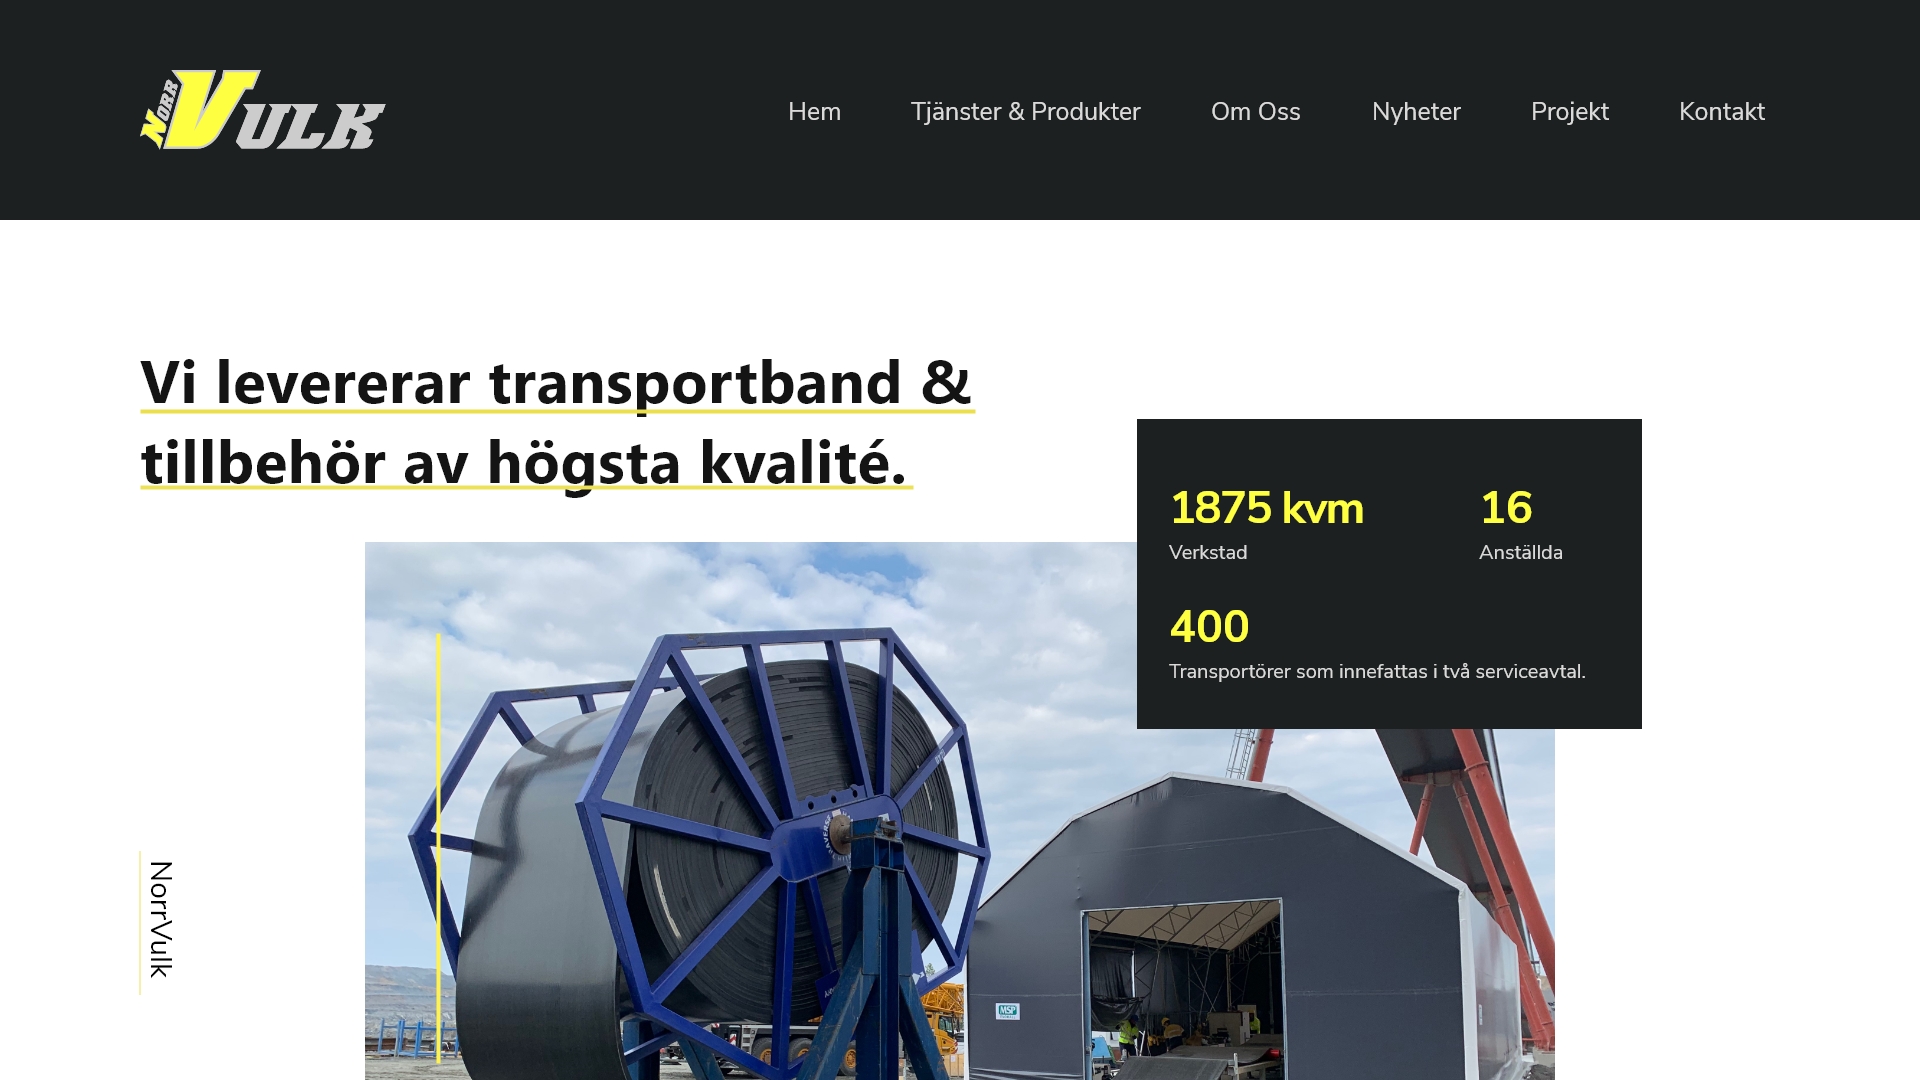 NORR VULK
Hem
Tjänster & Produkter
Om Oss
Nyheter
Projekt
Kontakt
Vi levererar transportband &
tillbehör av högsta kvalité.
1875 kvm
Verkstad
16
Anställda
400
Transportörer som innefattas i två serviceavtal.
NorrVulk
MSP